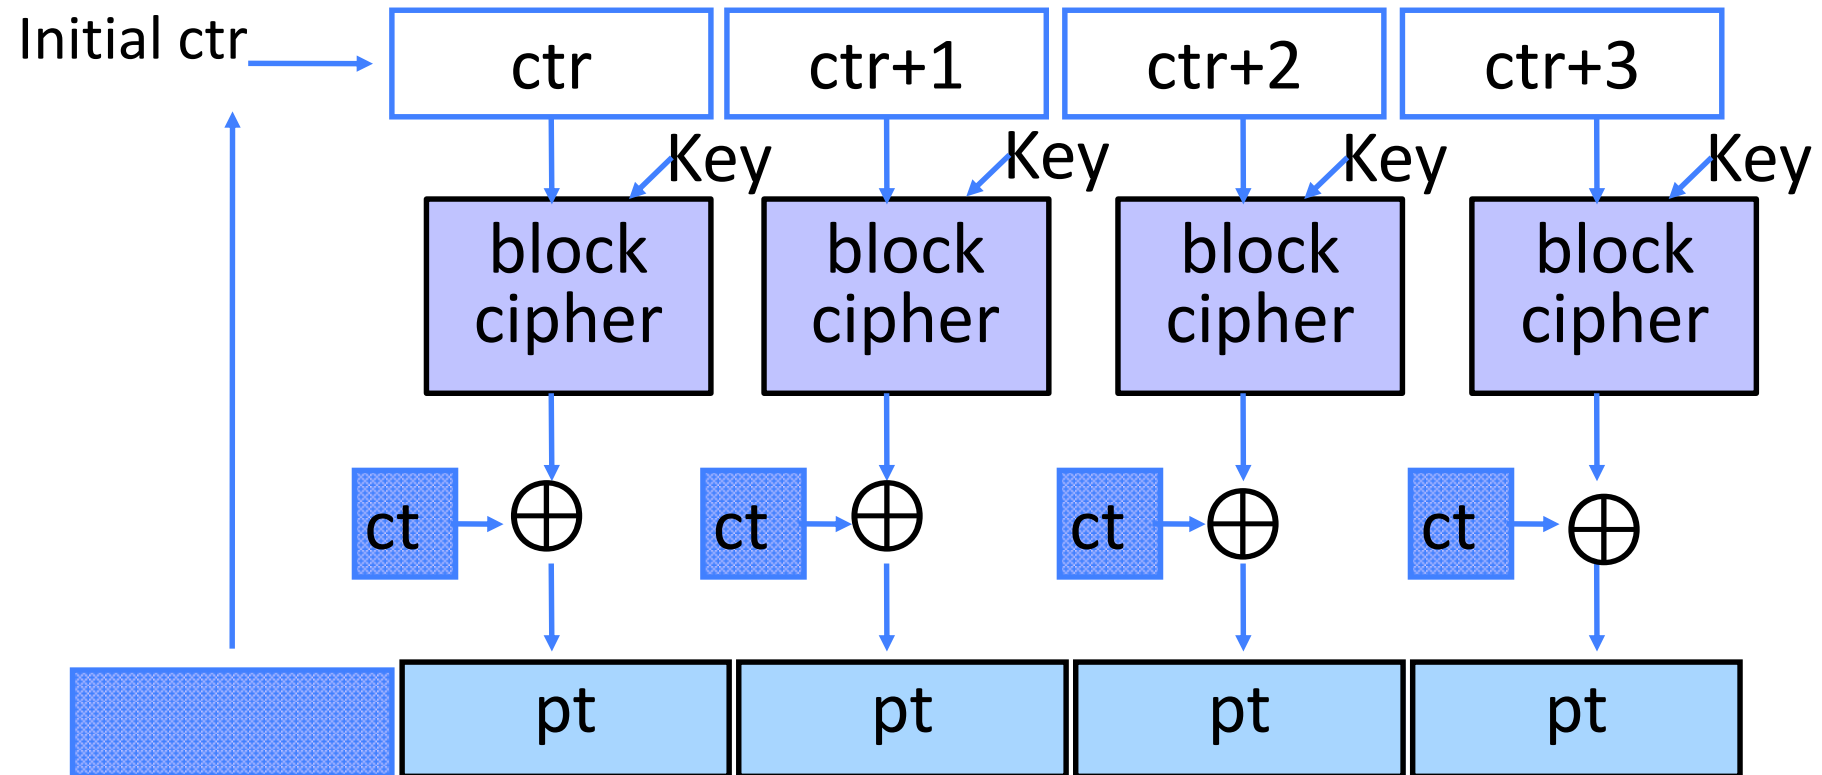 Initial ctr
ctr
ctr+1
ctr+2
ctr+3
Key
Key
Key
Key
block
cipher
block
cipher
block
cipher
block
cipher
ct
ct
ct
ct
pt
pt
pt
pt